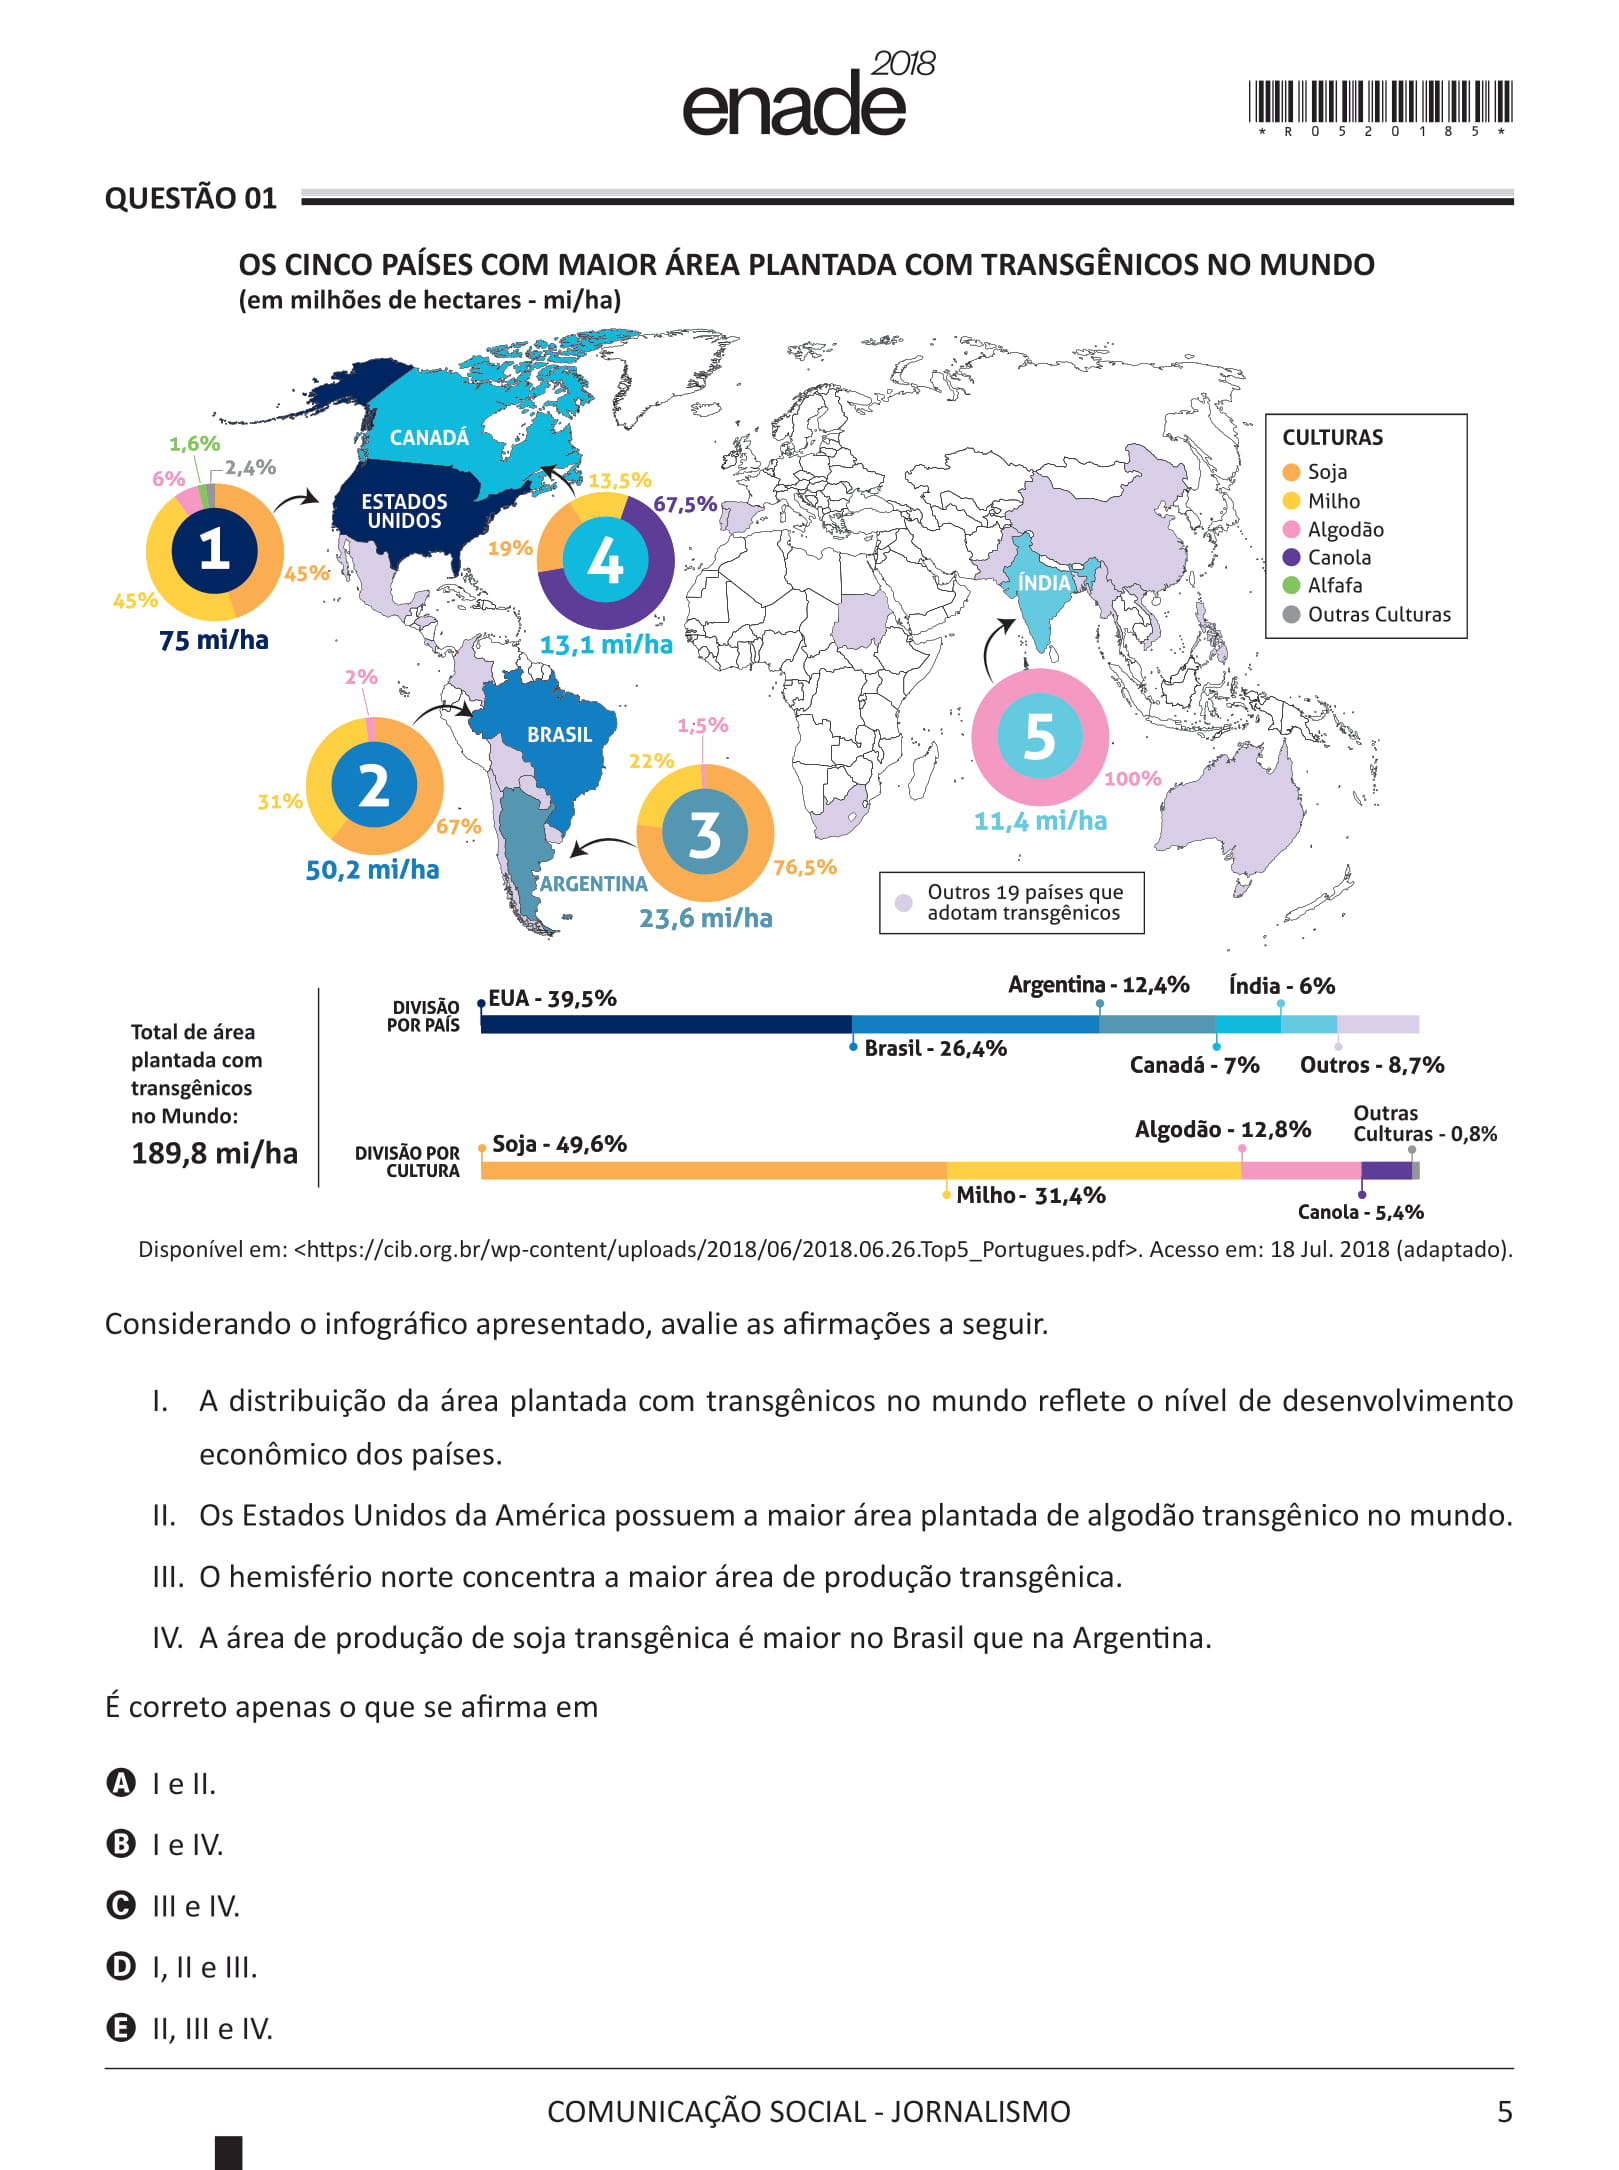 enade 2018
* R 0 5 2 0 1 8 5 *
QUESTÃO 01
OS CINCO PAÍSES COM MAIOR ÁREA PLANTADA COM TRANSGÊNICOS NO MUNDO
(em milhões de hectares - mi/ha)
CANADÁ
ESTADOS
UNIDOS
1,6%
2,4%
6%
1
45%
45%
75 mi/ha
13,5%
67,5%
19%
4
13,1 mi/ha
CULTURAS
Soja
Milho
Algodão
Canola
Alfafa
Outras Culturas
ÍNDIA
2%
BRASIL
31%
2
67%
50,2 mi/ha
1,5%
22%
3
76,5%
ARGENTINA
23,6 mi/ha
5
100%
11,4 mi/ha
Outros 19 países que
adotam transgênicos
Total de área
plantada com
transgênicos
no Mundo:
189,8 mi/ha
DIVISÃO
POR PAÍS
EUA - 39,5%
Brasil - 26,4%
Argentina - 12,4%
Canadá - 7%
Índia - 6%
Outros - 8,7%
DIVISÃO POR
CULTURA
Soja - 49,6%
Milho - 31,4%
Algodão - 12,8%
Canola - 5,4%
Outras
Culturas - 0,8%
Disponível em: <https://cib.org.br/wp-content/uploads/2018/06/2018.06.26.Top5_Portugues.pdf>. Acesso em: 18 Jul. 2018 (adaptado).
Considerando o infográfico apresentado, avalie as afirmações a seguir.
I. A distribuição da área plantada com transgênicos no mundo reflete o nível de desenvolvimento
econômico dos países.
II. Os Estados Unidos da América possuem a maior área plantada de algodão transgênico no mundo.
III. O hemisfério norte concentra a maior área de produção transgênica.
IV. A área de produção de soja transgênica é maior no Brasil que na Argentina.
É correto apenas o que se afirma em
A I e II.
B I e IV.
C III e IV.
D I, II e III.
E II, III e IV.
COMUNICAÇÃO SOCIAL - JORNALISMO
5